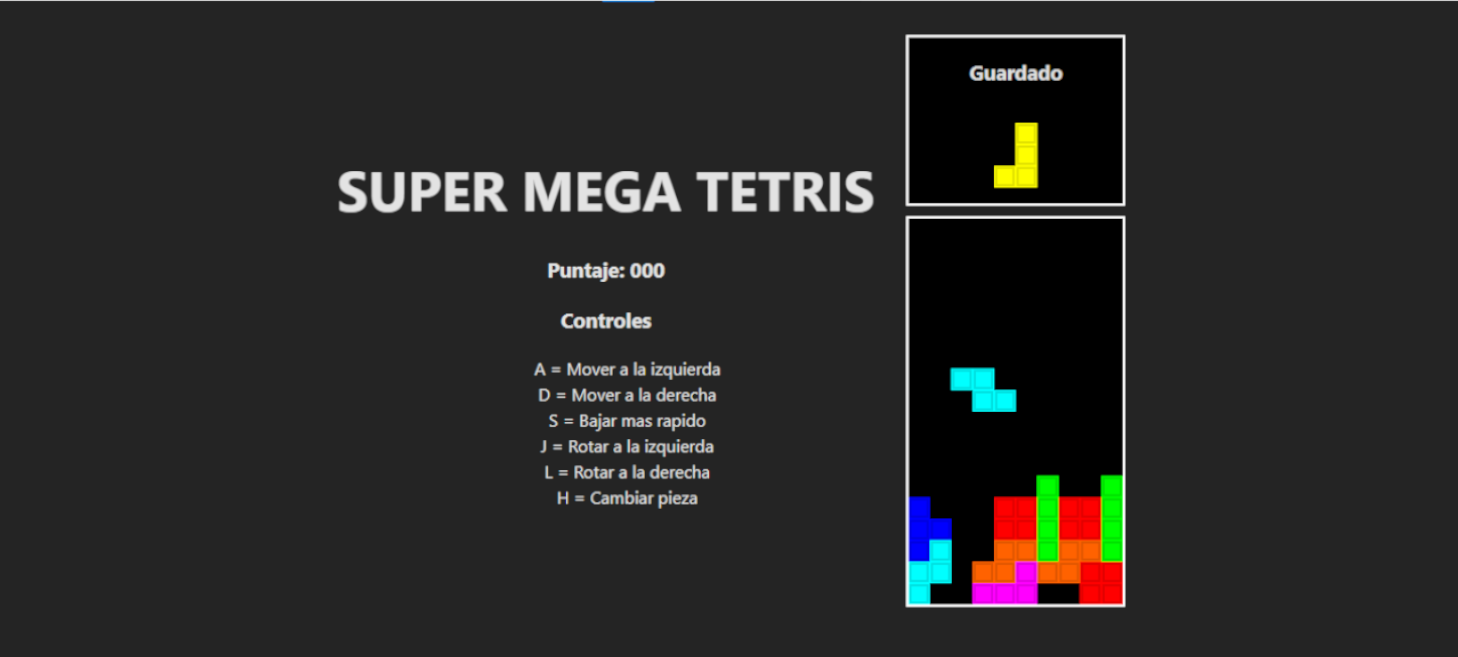 Guardado
SUPER MEGA TETRIS
Puntaje: 000
Controles
A = Mover a la izquierda
D = Mover a la derecha
S = Bajar mas rapido
J = Rotar a la izquierda
L = Rotar a la derecha
H = Cambiar pieza